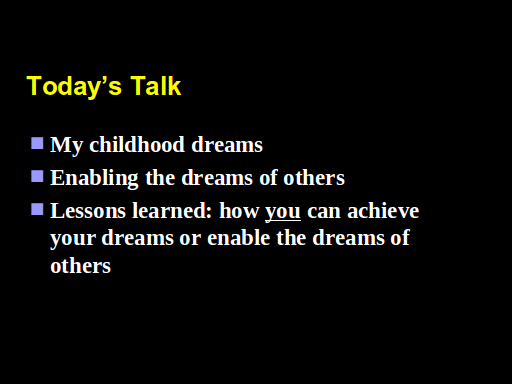 Today’s Talk
My childhood dreams
Enabling the dreams of others
Lessons learned: how you can achieve
your dreams or enable the dreams of
others